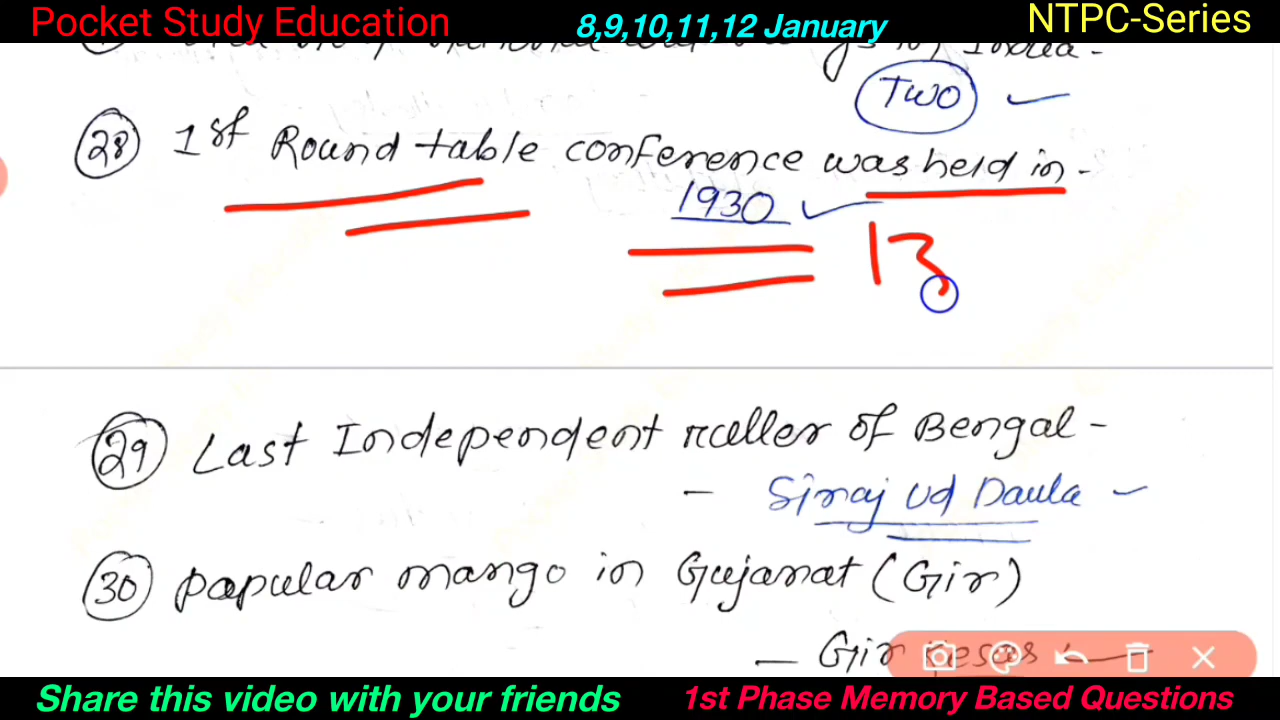 Pocket Study Education
8,9,10,11,12 January
NTPC-Series
India -
Two
28 1st Round table conference was held in -
1930
13
29 Last Independent ruller of Bengal -
- Siraj Ud Daula -
30 Papular mango in Gujarat (Gir)
- Gir
Share this video with your friends
1st Phase Memory Based Questions